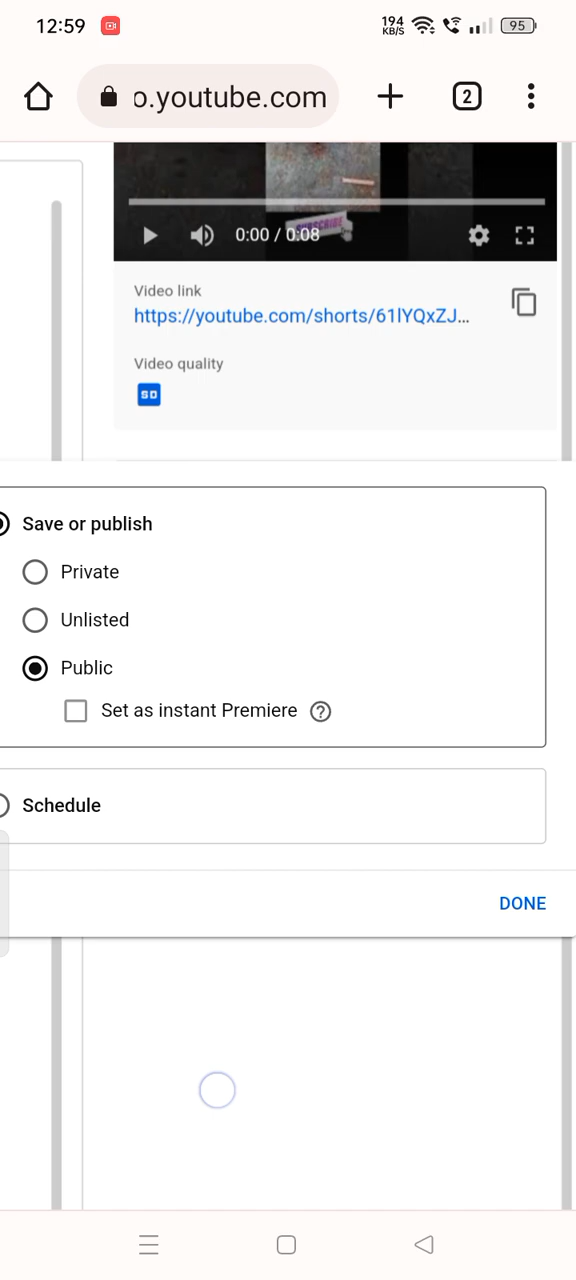 12:59
194
KB/S
95
o.youtube.com
2
SUBSCRIBE
0:00 / 0:08
Video link
https://youtube.com/shorts/61lYQxZJ...
Video quality
SD
Save or publish
Private
Unlisted
Public
Set as instant Premiere ?
Schedule
DONE